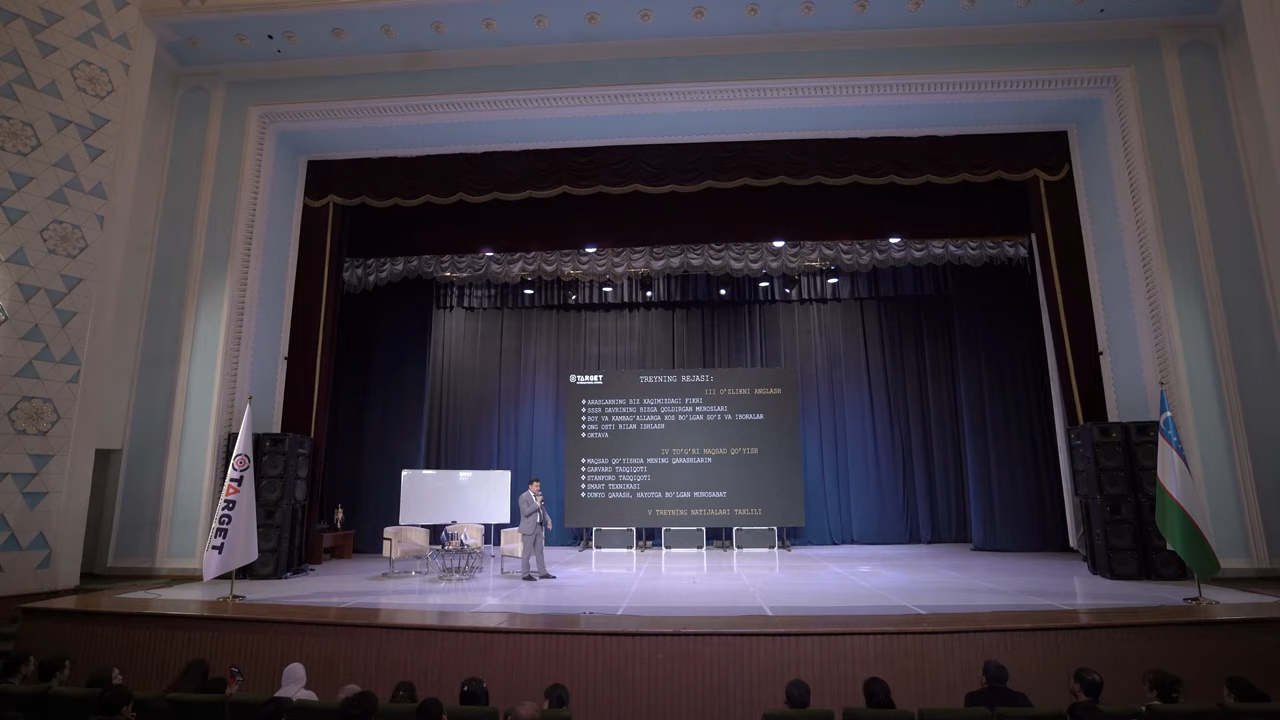 TARGET
INTERNATIONAL SCHOOL
TREYNING REJASI:
III O'ZLIKNI ANGLASH
❖ARABLARNING BIZ XAQIMIZDAGI FIKRI
❖SSSR DAVRINING BIZGA QOLDIRGAN MEROSLARI
❖BOY VA KAMBAG'ALLARGA XOS BO'LGAN SO'Z VA IBORALAR
❖ONG OSTI BILAN ISHLASH
❖OKTAVA
IV TO'G'RI MAQSAD QO'YISH
❖MAQSAD QO'YISHDA MENING QARASHLARIM
❖GARVARD TADQIQOTI
❖STANFORD TADQIQOTI
❖SMART TEXNIKASI
❖DUNYO QARASH, HAYOTGA BO'LGAN MUNOSABAT
V TREYNING NATIJALARI TAXLILI
TARGET